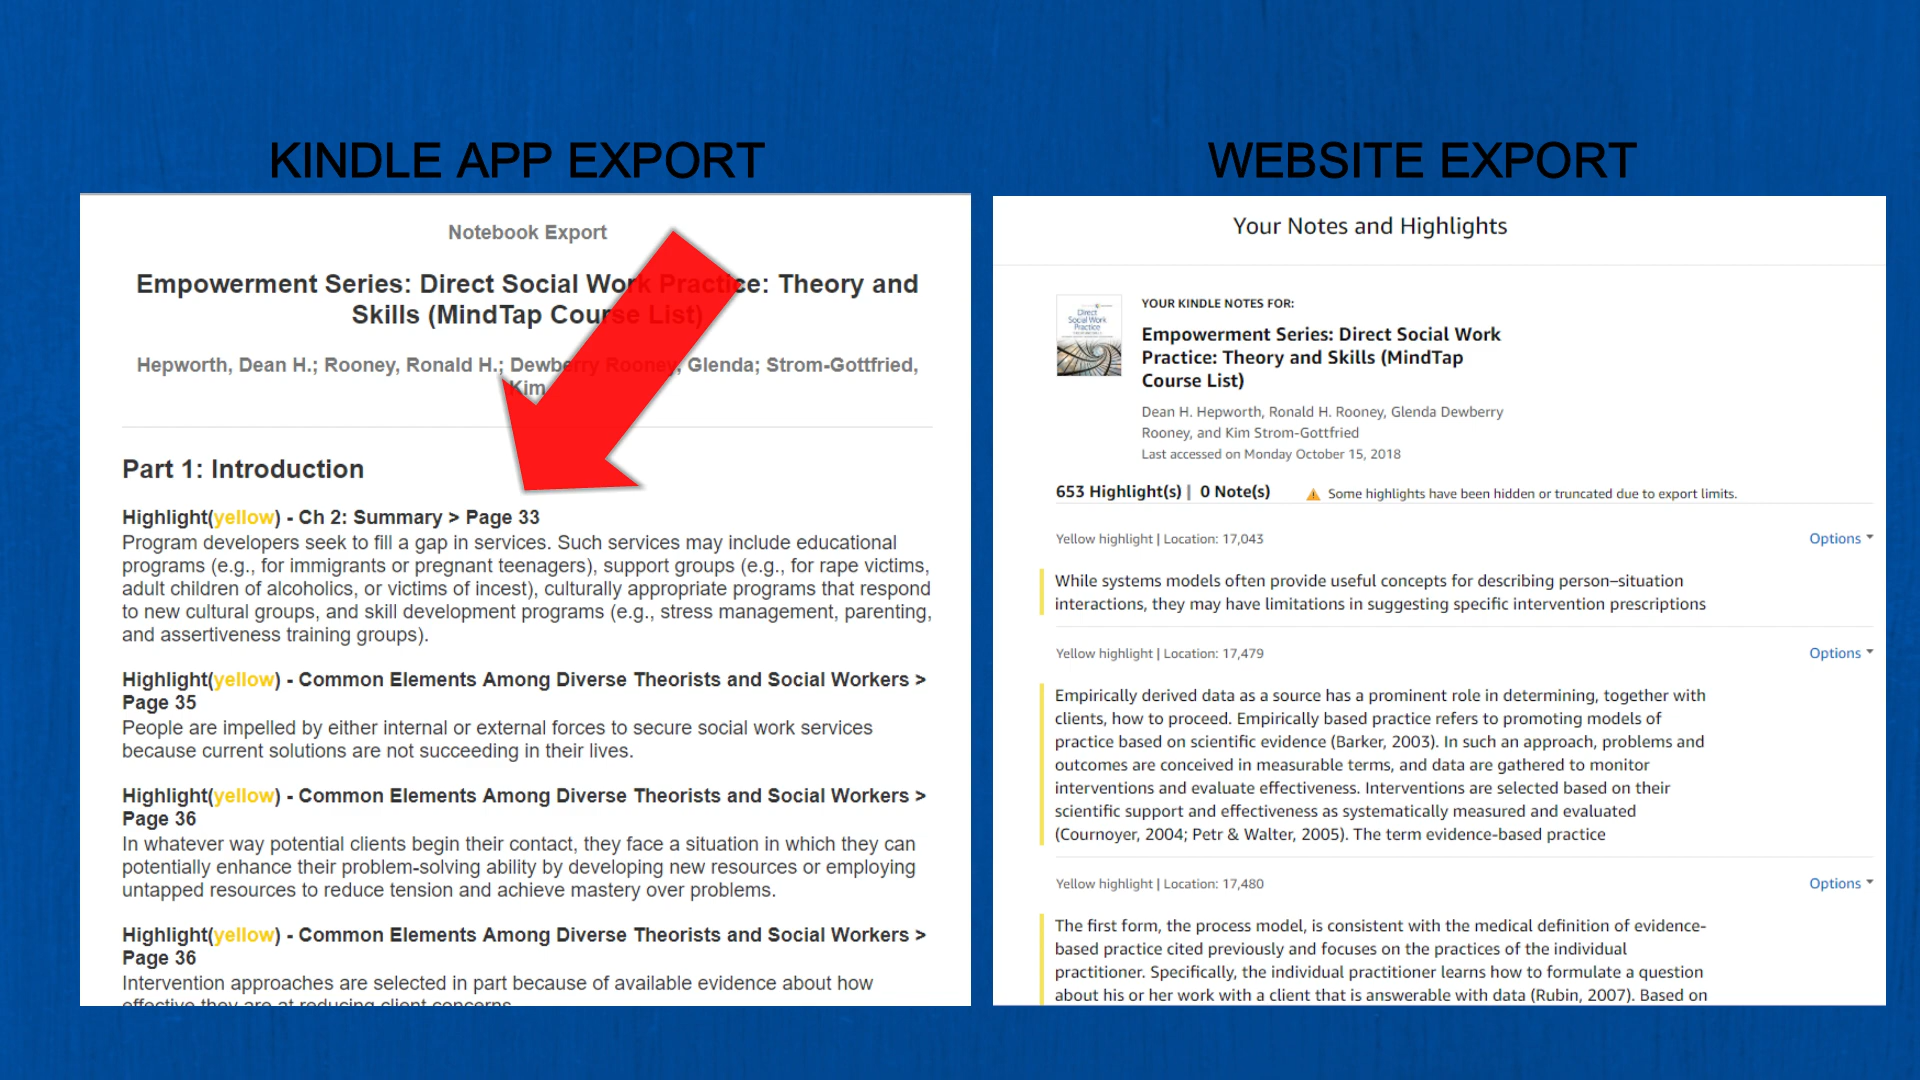 KINDLE APP EXPORT
Notebook Export
Empowerment Series: Direct Social Work Practice: Theory and
Skills (MindTap Course List)
Hepworth, Dean H.; Rooney, Ronald H.; Dewberry Rooney, Glenda; Strom-Gottfried,
Kim
Part 1: Introduction
Highlight(yellow) - Ch 2: Summary > Page 33
Program developers seek to fill a gap in services. Such services may include educational
programs (e.g., for immigrants or pregnant teenagers), support groups (e.g., for rape victims,
adult children of alcoholics, or victims of incest), culturally appropriate programs that respond
to new cultural groups, and skill development programs (e.g., stress management, parenting,
and assertiveness training groups).
Highlight(yellow) - Common Elements Among Diverse Theorists and Social Workers >
Page 35
People are impelled by either internal or external forces to secure social work services
because current solutions are not succeeding in their lives.
Highlight(yellow) - Common Elements Among Diverse Theorists and Social Workers >
Page 36
In whatever way potential clients begin their contact, they face a situation in which they can
potentially enhance their problem-solving ability by developing new resources or employing
untapped resources to reduce tension and achieve mastery over problems.
Highlight(yellow) - Common Elements Among Diverse Theorists and Social Workers >
Page 36
Intervention approaches are selected in part because of available evidence about how
effective they are at reducing client concerns.
WEBSITE EXPORT
Your Notes and Highlights
Direct
Social Work
Practice
YOUR KINDLE NOTES FOR:
Empowerment Series: Direct Social Work
Practice: Theory and Skills (MindTap
Course List)
Dean H. Hepworth, Ronald H. Rooney, Glenda Dewberry
Rooney, and Kim Strom-Gottfried
Last accessed on Monday October 15, 2018
653 Highlight(s) | 0 Note(s) Some highlights have been hidden or truncated due to export limits.
Yellow highlight | Location: 17,043 Options
While systems models often provide useful concepts for describing person–situation
interactions, they may have limitations in suggesting specific intervention prescriptions
Yellow highlight | Location: 17,479 Options
Empirically derived data as a source has a prominent role in determining, together with
clients, how to proceed. Empirically based practice refers to promoting models of
practice based on scientific evidence (Barker, 2003). In such an approach, problems and
outcomes are conceived in measurable terms, and data are gathered to monitor
interventions and evaluate effectiveness. Interventions are selected based on their
scientific support and effectiveness as systematically measured and evaluated
(Cournoyer, 2004; Petr & Walter, 2005). The term evidence-based practice
Yellow highlight | Location: 17,480 Options
The first form, the process model, is consistent with the medical definition of evidence-
based practice cited previously and focuses on the practices of the individual
practitioner. Specifically, the individual practitioner learns how to formulate a question
about his or her work with a client that is answerable with data (Rubin, 2007). Based on